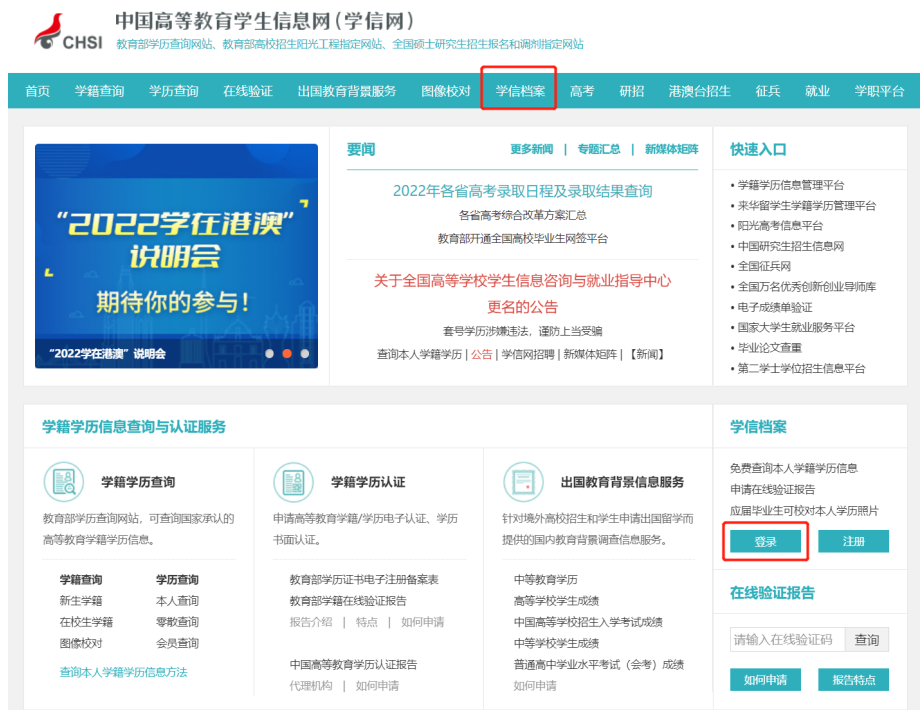 中国高等教育学生信息网(学信网)
CHSI 教育部学历查询网站、教育部高校招生阳光工程指定网站、全国硕士研究生招生报名和调剂指定网站
首页 学籍查询 学历查询 在线验证 出国教育背景服务 图像校对 学信档案 高考 研招 港澳台招生 征兵 就业 学职平台
“2022学在港澳”
说明会
期待你的参与!
“2022学在港澳”说明会
要闻 更多新闻 | 专题汇总 | 新媒体矩阵
2022年各省高考录取日程及录取结果查询
各省高考综合改革方案汇总
教育部开通全国高校毕业生网签平台
关于全国高等学校学生信息咨询与就业指导中心
更名的公告
套号学历涉嫌违法,谨防上当受骗
查询本人学籍学历 | 公告 | 学信网招聘 | 新媒体矩阵 | 【新闻】
快速入口
• 学籍学历信息管理平台
• 来华留学生学籍学历管理平台
• 阳光高考信息平台
• 中国研究生招生信息网
• 全国征兵网
• 全国万名优秀创新创业导师库
• 电子成绩单验证
• 国家大学生就业服务平台
• 毕业论文查重
• 第二学士学位招生信息平台
学籍学历信息查询与认证服务
学籍学历查询
教育部学历查询网站,可查询国家承认的
高等教育学籍学历信息。
学籍查询 学历查询
新生学籍 本人查询
在校生学籍 零散查询
图像校对 会员查询
查询本人学籍学历信息方法
学籍学历认证
申请高等教育学籍/学历电子认证、学历
书面认证。
教育部学历证书电子注册备案表
教育部学籍在线验证报告
报告介绍 | 特点 | 如何申请
中国高等教育学历认证报告
代理机构 | 如何申请
出国教育背景信息服务
针对境外高校招生和学生申请出国留学而
提供的国内教育背景调查信息服务。
中等教育学历
高等学校学生成绩
中国高等学校招生入学考试成绩
中等学校学生成绩
普通高中学业水平考试(会考)成绩
如何申请
学信档案
免费查询本人学籍学历信息
申请在线验证报告
应届毕业生可校对本人学历照片
登录 注册
在线验证报告
请输入在线验证码 查询
如何申请 报告特点